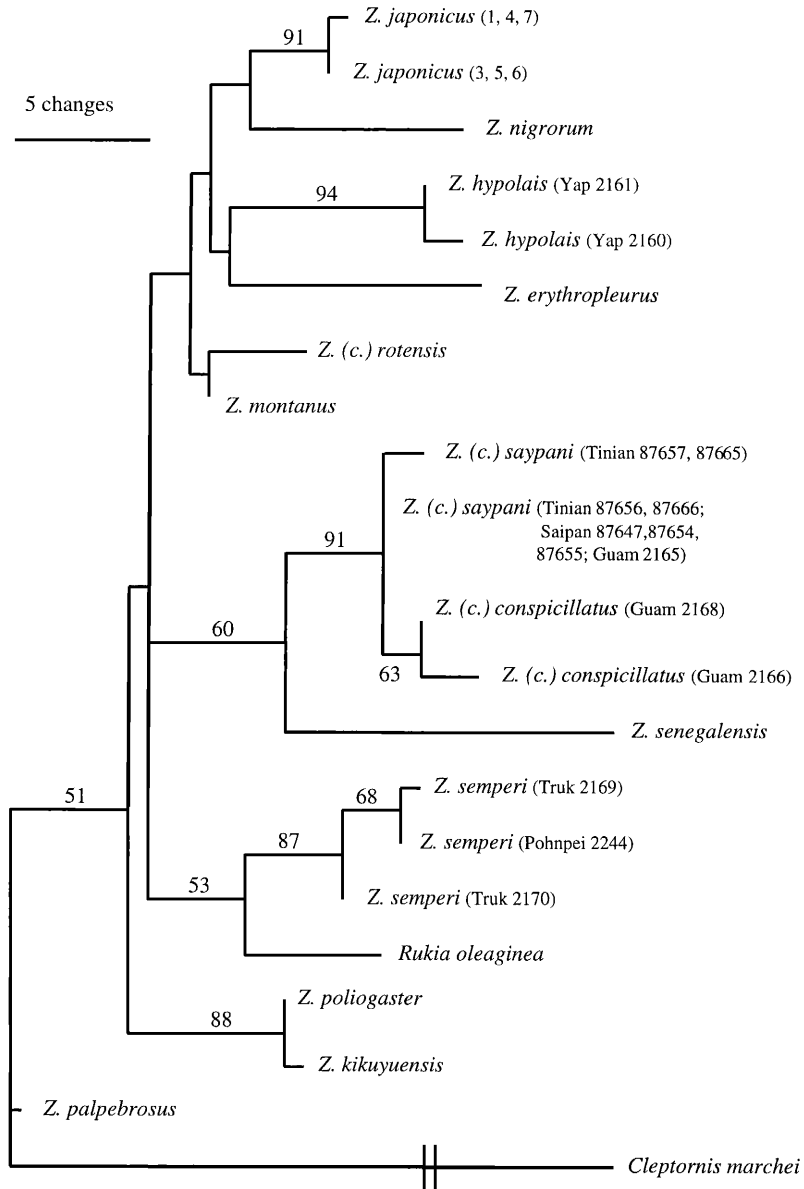 Z. japonicus (1, 4, 7)
91
Z. japonicus (3, 5, 6)
5 changes
Z. nigrorum
Z. hypolais (Yap 2161)
94
Z. hypolais (Yap 2160)
Z. erythropleurus
Z. (c.) rotensis
Z. montanus
Z. (c.) saypani (Tinian 87657, 87665)
Z. (c.) saypani (Tinian 87656, 87666;
Saipan 87647,87654,
87655; Guam 2165)
91
Z. (c.) conspicillatus (Guam 2168)
60
63
Z. (c.) conspicillatus (Guam 2166)
Z. senegalensis
Z. semperi (Truk 2169)
51
68
Z. semperi (Pohnpei 2244)
87
53
Z. semperi (Truk 2170)
Rukia oleaginea
Z. poliogaster
88
Z. kikuyuensis
Z. palpebrosus
Cleptornis marchei